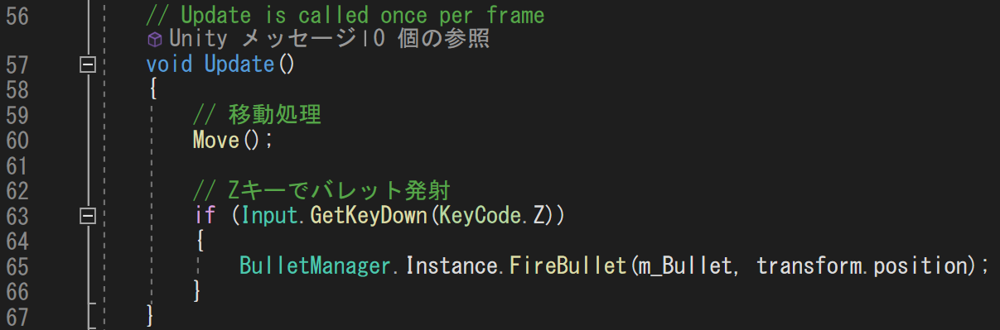 56 // Update is called once per frame
Unity メッセージ|0 個の参照
57 void Update()
58 {
59 // 移動処理
60 Move();
61
62 // Zキーでバレット発射
63 if (Input.GetKeyDown(KeyCode.Z))
64 {
65 BulletManager.Instance.FireBullet(m_Bullet, transform.position);
66 }
67 }